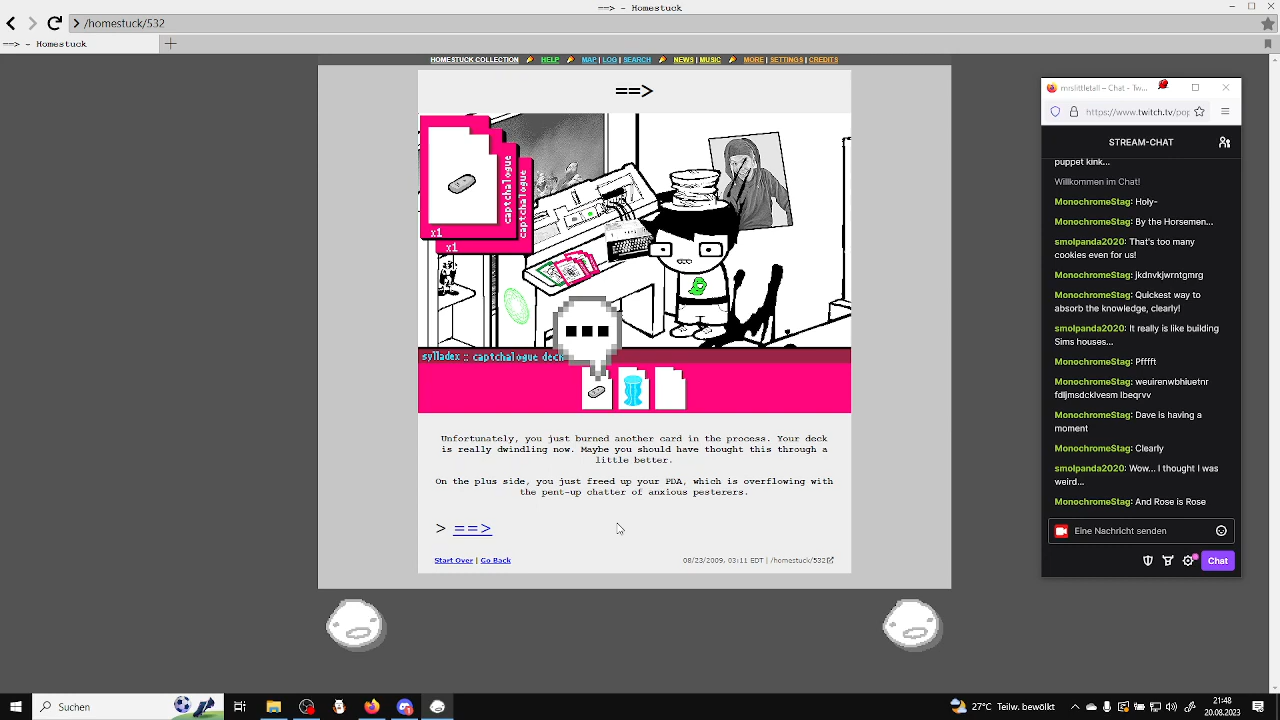 ==> - Homestuck
/homestuck/532
==> - Homestuck
HOMESTUCK COLLECTION HELP MAP | LOG | SEARCH NEWS | MUSIC MORE | SETTINGS | CREDITS
==>
captchalogue
captchalogue
x1
x1
sylladex :: captchalogue deck
Unfortunately, you just burned another card in the process. Your deck
is really dwindling now. Maybe you should have thought this through a
little better.
On the plus side, you just freed up your PDA, which is overflowing with
the pent-up chatter of anxious pesterers.
> ==>
Start Over | Go Back
08/23/2009, 03:11 EDT | /homestuck/532
mrslittletall – Chat - Tw...
https://www.twitch.tv/pop
STREAM-CHAT
puppet kink...
Willkommen im Chat!
MonochromeStag: Holy-
MonochromeStag: By the Horsemen...
smolpanda2020: That's too many
cookies even for us!
MonochromeStag: jkdnvkjwrntgmrg
MonochromeStag: Quickest way to
absorb the knowledge, clearly!
smolpanda2020: It really is like building
Sims houses...
MonochromeStag: Pfffft
MonochromeStag: weuirenwbhiuetnr
fdljmsdcklvesm lbeqrvv
MonochromeStag: Dave is having a
moment
MonochromeStag: Clearly
smolpanda2020: Wow... I thought I was
weird...
MonochromeStag: And Rose is Rose
Eine Nachricht senden
Chat
Suchen
27°C Teilw. bewölkt
21:48
20.08.2023